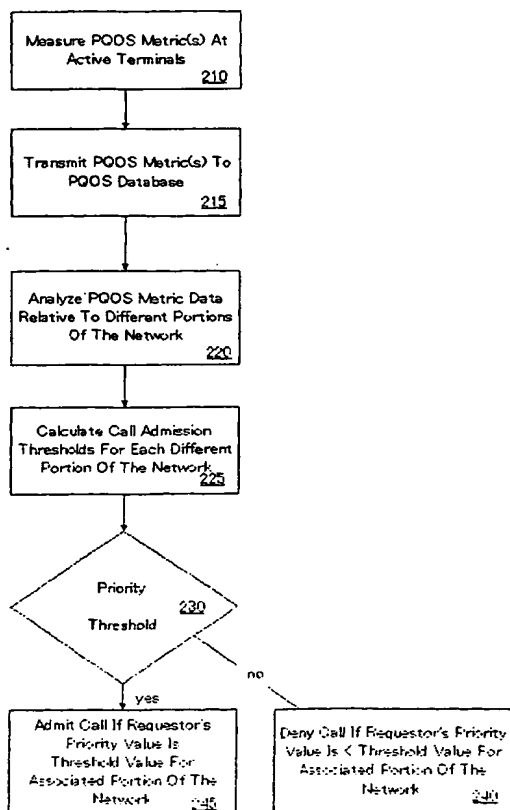 Measure PQOS Metric(s) At
Active Terminals
210
Transmit PQOS Metric(s) To
PQOS Database
215
Analyze PQOS Metric Data
Relative To Different Portions
Of The Network
220
Calculate Call Admission
Thresholds For Each Different
Portion Of The Network
225
Priority
230
Threshold
no
yes
Admit Call If Requestor's
Priority Value Is
Threshold Value For
Associated Portion Of The
Network
245
Deny Call If Requestor's Priority
Value Is < Threshold Value For
Associated Portion Of The
Network
240